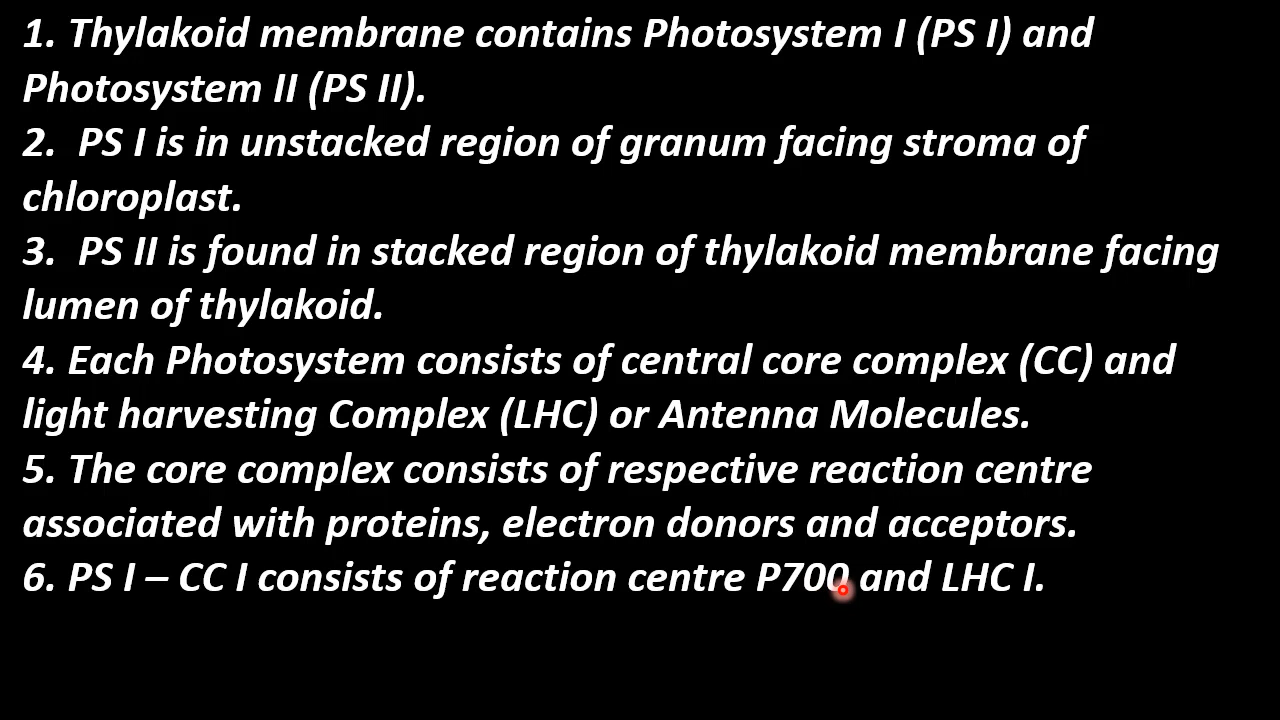 1. Thylakoid membrane contains Photosystem I (PS I) and
Photosystem II (PS II).
2.  PS I is in unstacked region of granum facing stroma of
chloroplast.
3.  PS II is found in stacked region of thylakoid membrane facing
lumen of thylakoid.
4. Each Photosystem consists of central core complex (CC) and
light harvesting Complex (LHC) or Antenna Molecules.
5. The core complex consists of respective reaction centre
associated with proteins, electron donors and acceptors.
6. PS I – CC I consists of reaction centre P700 and LHC I.